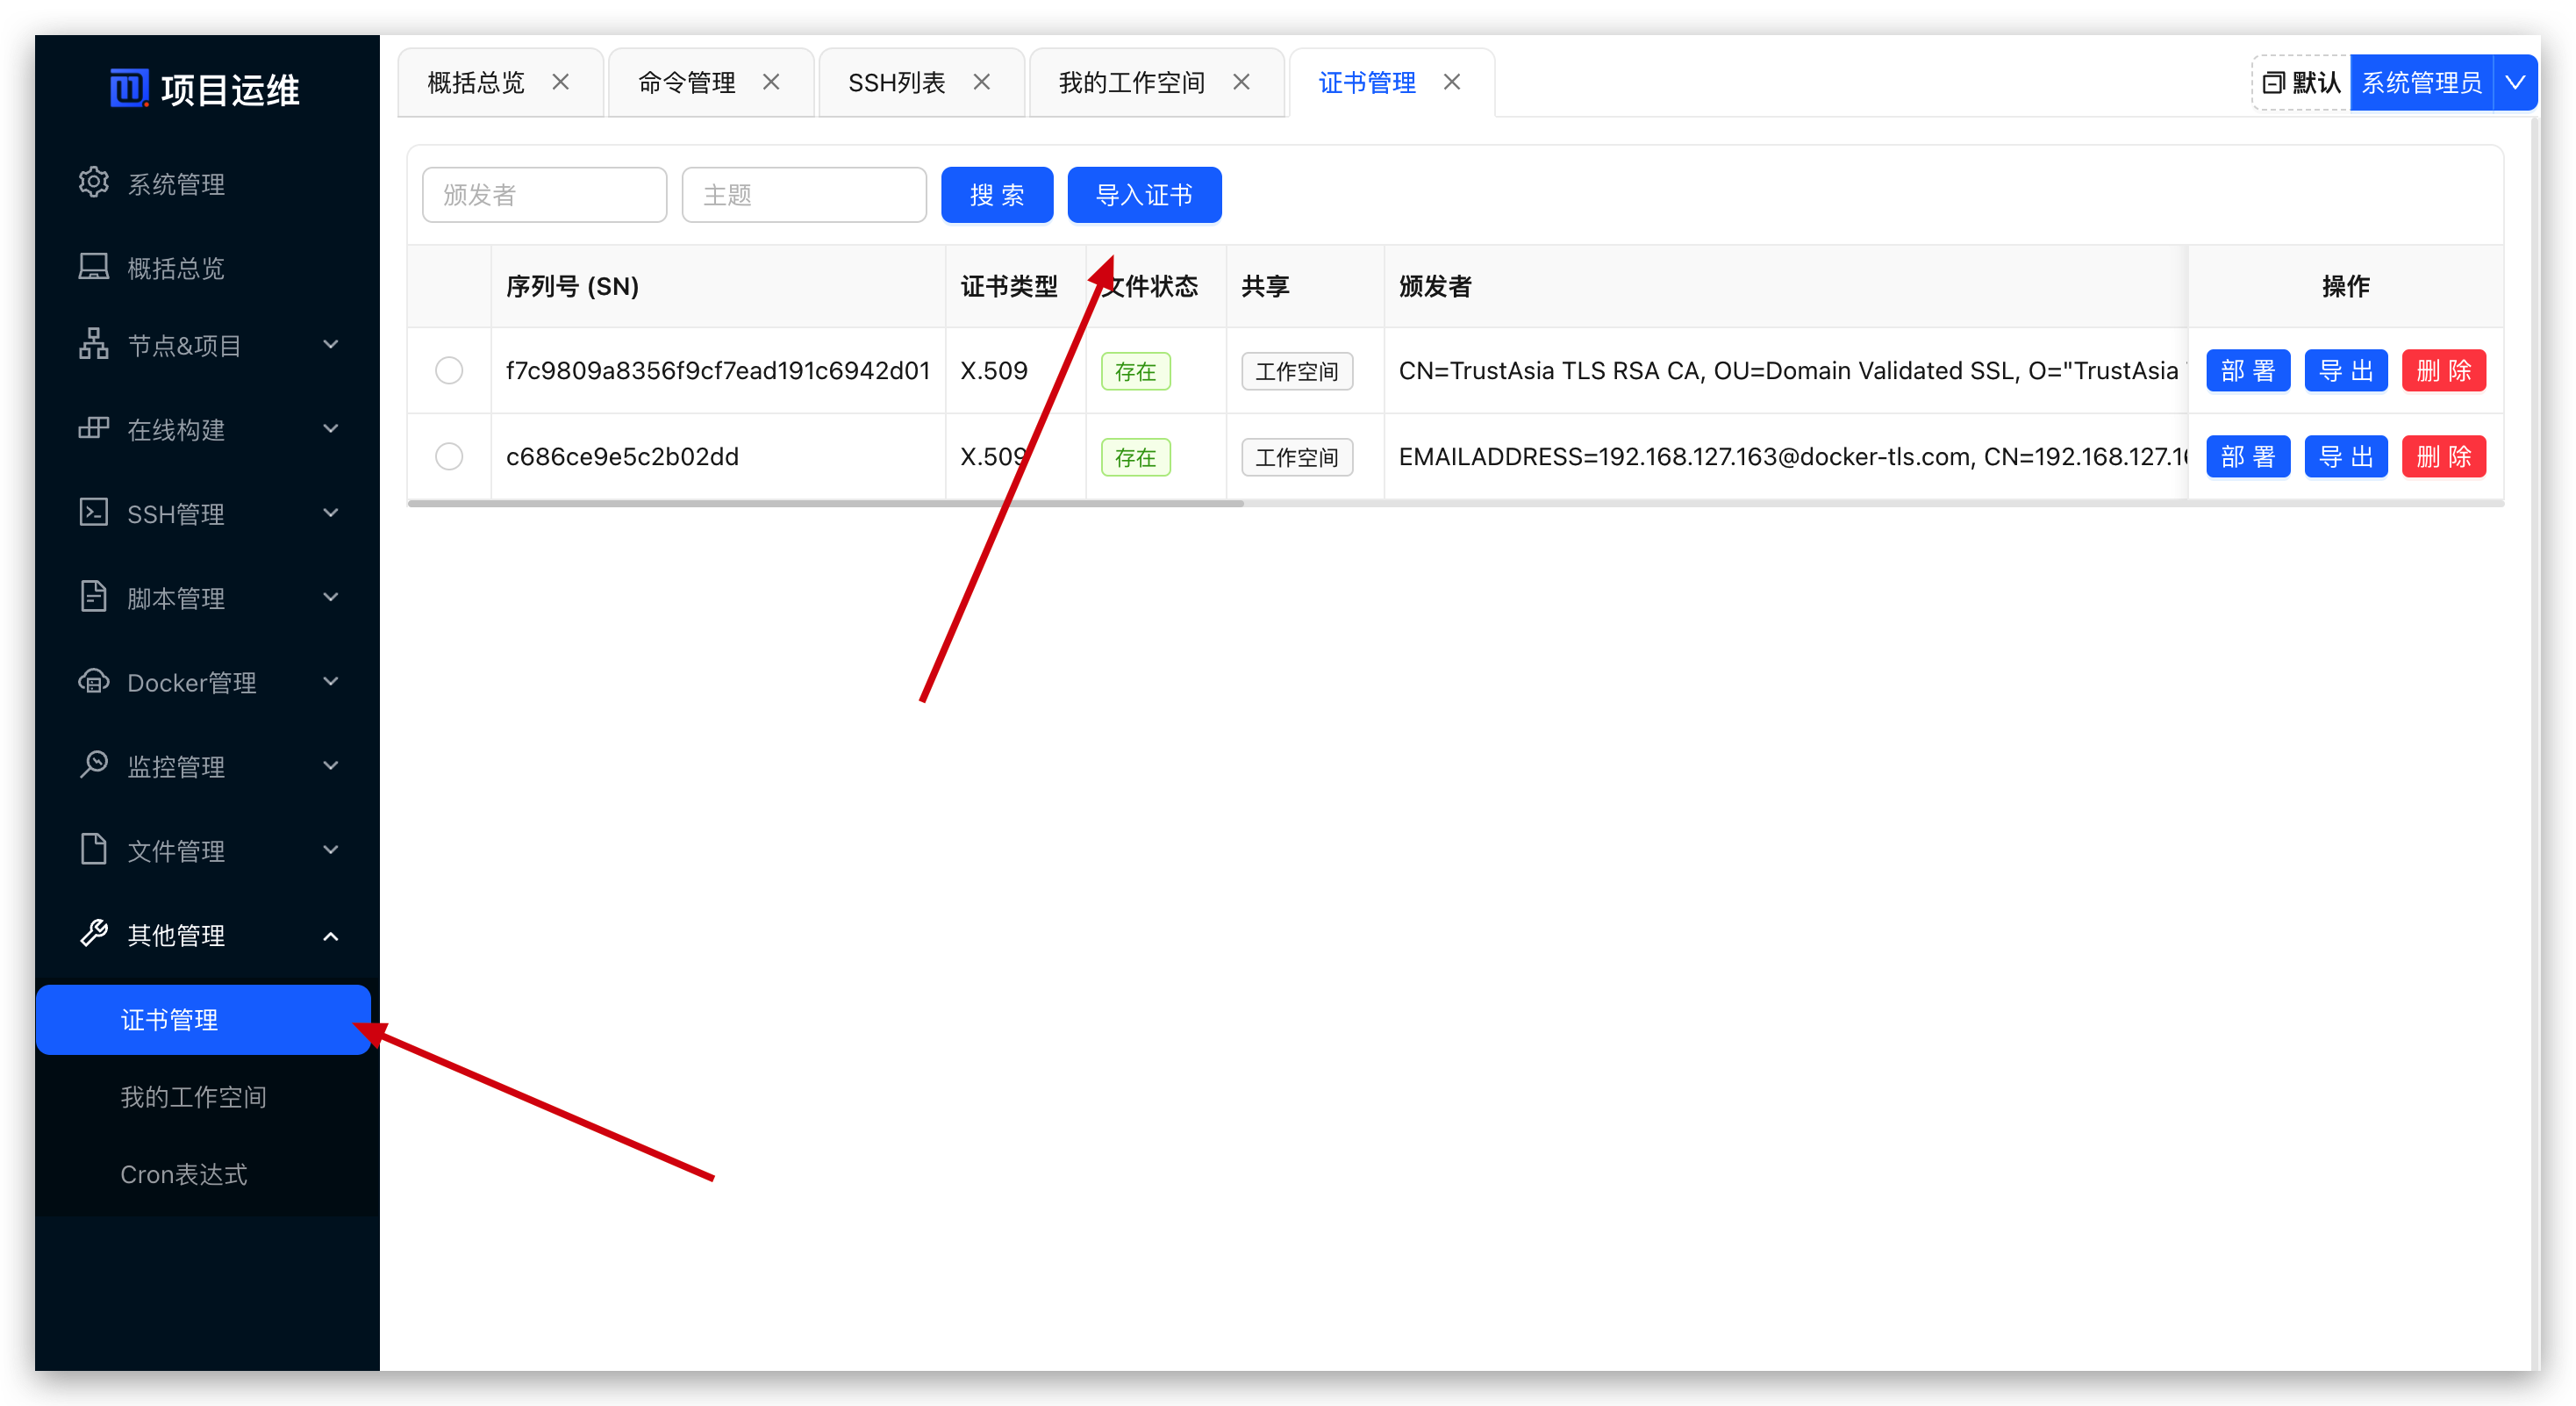 项目运维
系统管理
概括总览
节点&项目
在线构建
SSH管理
脚本管理
Docker管理
监控管理
文件管理
其他管理
证书管理
我的工作空间
Cron表达式
概括总览 命令管理 SSH列表 我的工作空间 证书管理 默认 系统管理员
颁发者 主题 搜 索 导入证书
序列号 (SN) 证书类型 文件状态 共享 颁发者 操作
f7c9809a8356f9cf7ead191c6942d01 X.509 存在 工作空间 CN=TrustAsia TLS RSA CA, OU=Domain Validated SSL, O="TrustAsia 部 署 导 出 删 除
c686ce9e5c2b02dd X.509 存在 工作空间 EMAILADDRESS=192.168.127.163@docker-tls.com, CN=192.168.127.1 部 署 导 出 删 除